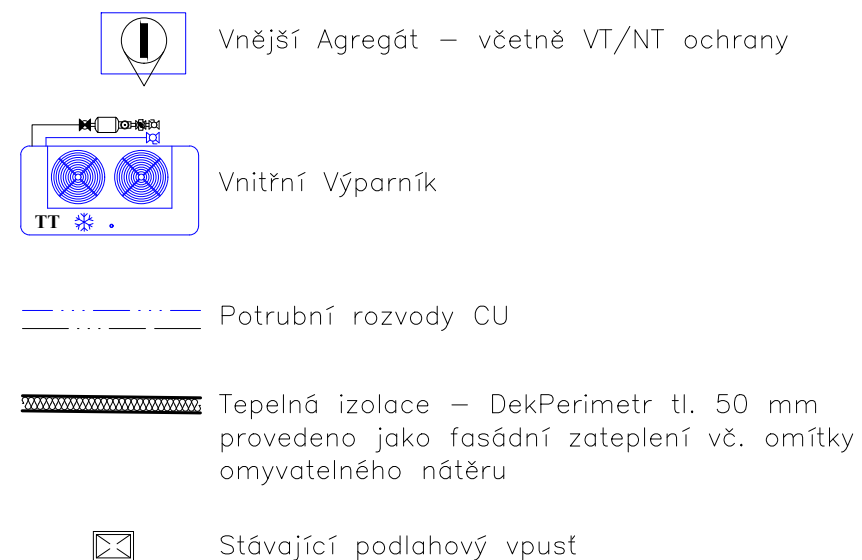 Vnější Agregát – včetně VT/NT ochrany
Vnitřní Výparník
TT
Potrubní rozvody CU
Tepelná izolace – DekPerimetr tl. 50 mm
provedeno jako fasádní zateplení vč. omítky
omyvatelného nátěru
Stávající podlahový vpusť